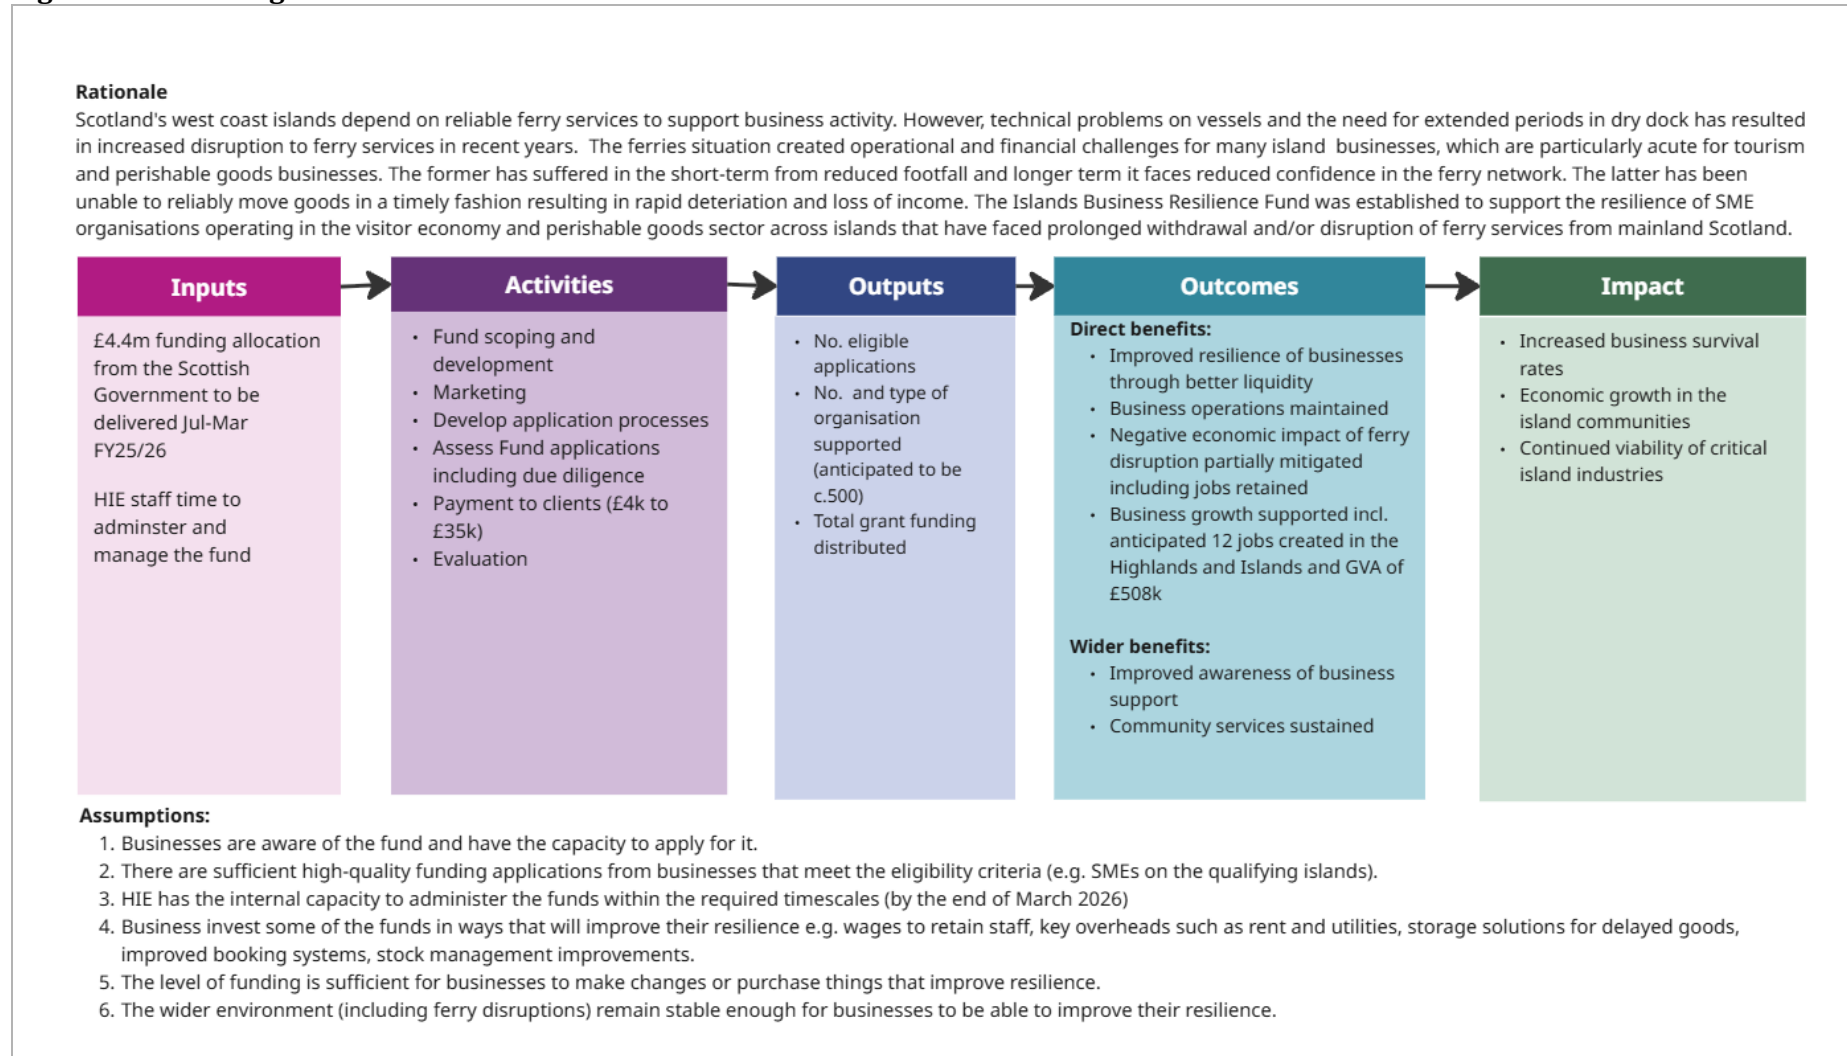 Rationale
Scotland's west coast islands depend on reliable ferry services to support business activity. However, technical problems on vessels and the need for extended periods in dry dock has resulted
in increased disruption to ferry services in recent years.  The ferries situation created operational and financial challenges for many island  businesses, which are particularly acute for tourism
and perishable goods businesses. The former has suffered in the short-term from reduced footfall and longer term it faces reduced confidence in the ferry network. The latter has been
unable to reliably move goods in a timely fashion resulting in rapid deteriation and loss of income. The Islands Business Resilience Fund was established to support the resilience of SME
organisations operating in the visitor economy and perishable goods sector across islands that have faced prolonged withdrawal and/or disruption of ferry services from mainland Scotland.
Inputs
£4.4m funding allocation
from the Scottish
Government to be
delivered Jul-Mar
FY25/26
HIE staff time to
adminster and
manage the fund
Activities
• Fund scoping and
development
• Marketing
• Develop application processes
• Assess Fund applications
including due diligence
• Payment to clients (£4k to
£35k)
• Evaluation
Outputs
• No. eligible
applications
• No.  and type of
organisation
supported
(anticipated to be
c.500)
• Total grant funding
distributed
Outcomes
Direct benefits:
• Improved resilience of businesses
through better liquidity
• Business operations maintained
• Negative economic impact of ferry
disruption partially mitigated
including jobs retained
• Business growth supported incl.
anticipated 12 jobs created in the
Highlands and Islands and GVA of
£508k
Wider benefits:
• Improved awareness of business
support
• Community services sustained
Impact
• Increased business survival
rates
• Economic growth in the
island communities
• Continued viability of critical
island industries
Assumptions:
1. Businesses are aware of the fund and have the capacity to apply for it.
2. There are sufficient high-quality funding applications from businesses that meet the eligibility criteria (e.g. SMEs on the qualifying islands).
3. HIE has the internal capacity to administer the funds within the required timescales (by the end of March 2026)
4. Business invest some of the funds in ways that will improve their resilience e.g. wages to retain staff, key overheads such as rent and utilities, storage solutions for delayed goods,
improved booking systems, stock management improvements.
5. The level of funding is sufficient for businesses to make changes or purchase things that improve resilience.
6. The wider environment (including ferry disruptions) remain stable enough for businesses to be able to improve their resilience.